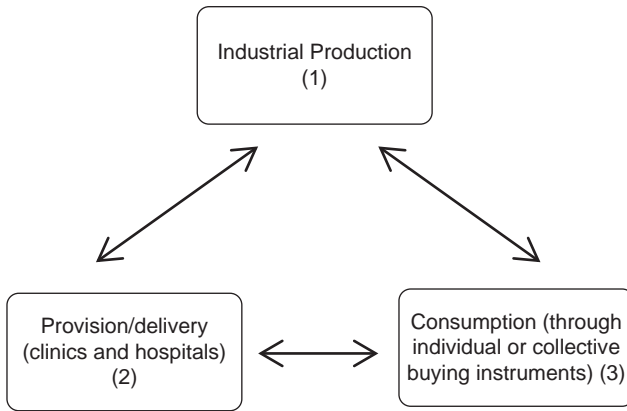 Industrial Production
(1)
Provision/delivery
(clinics and hospitals)
(2)
Consumption (through
individual or collective
buying instruments) (3)